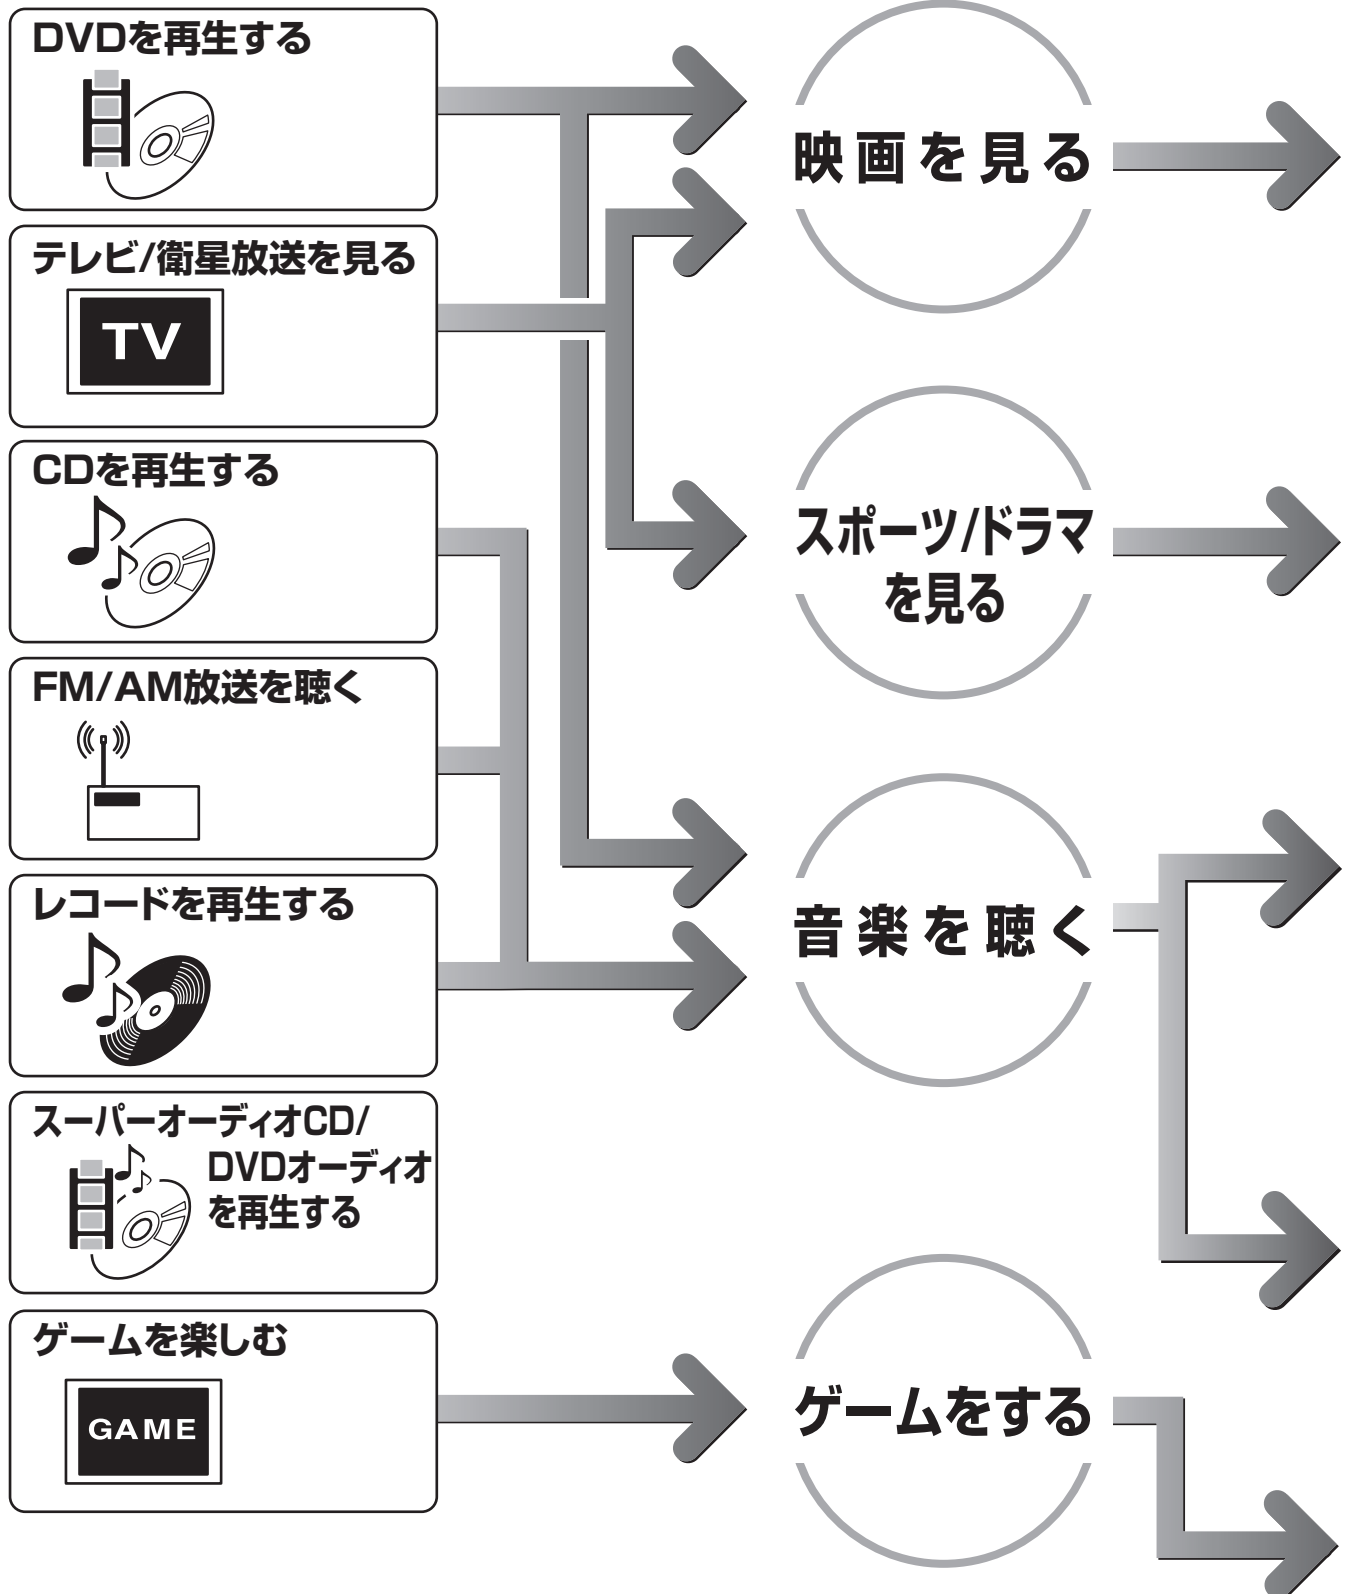 DVDを再生する
テレビ/衛星放送を見る
TV
CDを再生する
FM/AM放送を聴く
レコードを再生する
スーパーオーディオCD/
DVDオーディオ
を再生する
ゲームを楽しむ
GAME
映画を見る
スポーツ/ドラマ
を見る
音楽を聴く
ゲームをする